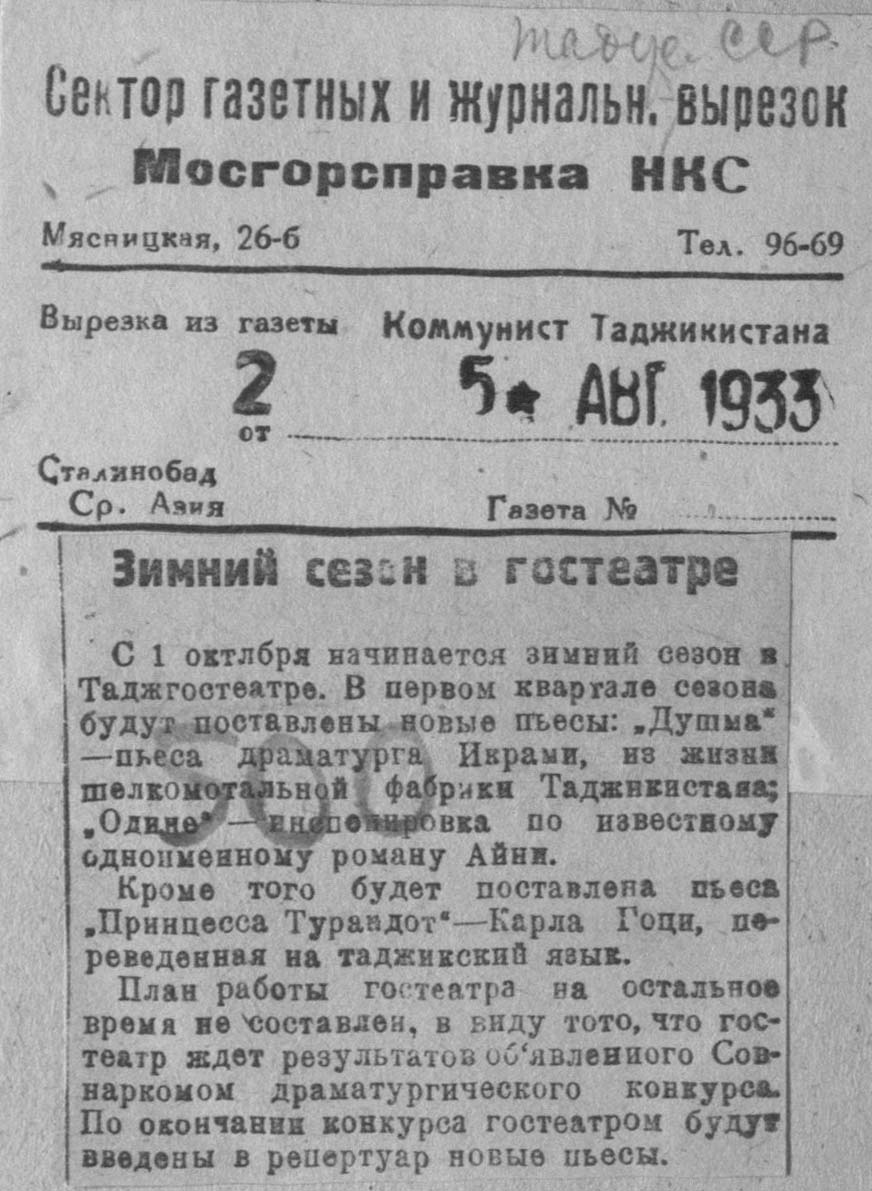 таджик. ССР.
Сектор газетных и журнальн. вырезок
Мосгорсправка НКС
Мясницкая, 26-б Тел. 96-69
Вырезка из газеты Коммунист Таджикистана
2 5 ★ АВГ. 1933
от
Сталинобад
Ср. Азия Газета №
Зимний сезон в гостеатре
С 1 октлбря начинается зимний сезон в
Таджгостеатре. В первом квартале сезона
будут поставлены новые пьесы: „Душма“
—пьеса драматурга Икрами, из жизни
шелкомотальной фабрики Таджикистана;
„Одине“—инсценировка по известному
одноименному роману Айни.
500
Кроме того будет поставлена пьеса
„Принцесса Турандот“—Карла Гоци, пе-
реведенная на таджикский язык.
План работы гостеатра на остальное
время не составлен, в виду тото, что гос-
театр ждет результатов об‘явленного Сов-
наркомом драматургического конкурса.
По окончании конкурса гостеатром будут
введены в репертуар новые пьесы.